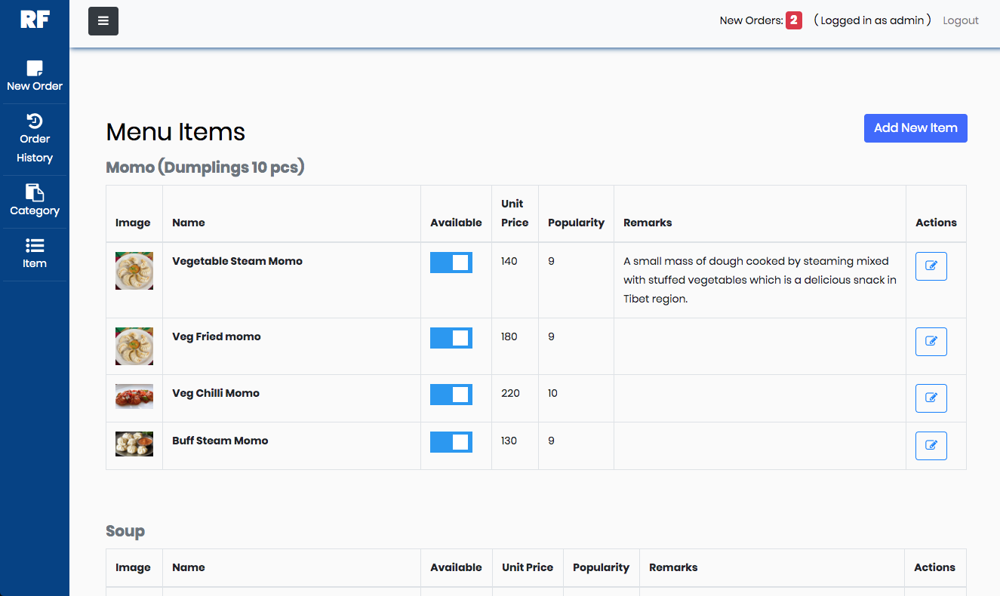 RF
New Orders: 2 ( Logged in as admin ) Logout
New Order
Order
History
Category
Item
Menu Items
Add New Item
Momo (Dumplings 10 pcs)
Image Name Available Unit Price Popularity Remarks Actions
Vegetable Steam Momo 140 9 A small mass of dough cooked by steaming mixed
with stuffed vegetables which is a delicious snack in
Tibet region.
Veg Fried momo 180 9
Veg Chilli Momo 220 10
Buff Steam Momo 130 9
Soup
Image Name Available Unit Price Popularity Remarks Actions